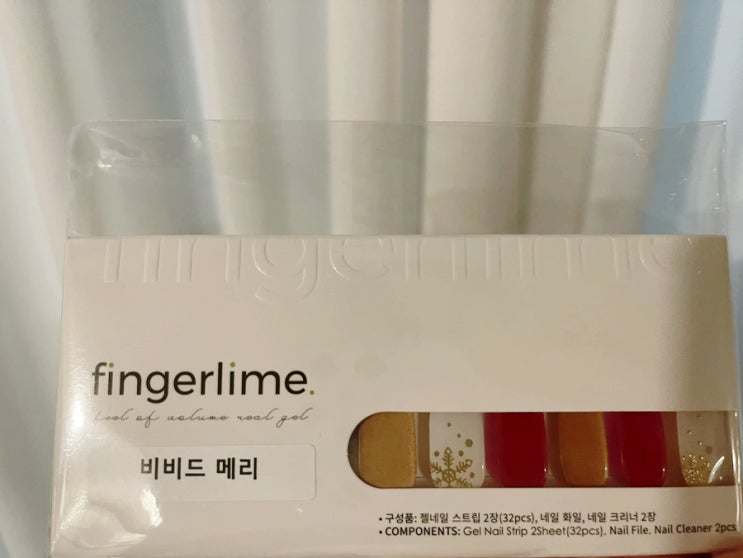 fingerlime
fingerlime.
feel of volume real gel
비비드 메리
• 구성품: 젤네일 스트립 2장(32pcs), 네일 화일, 네일 크리너 2장
• COMPONENTS: Gel Nail Strip 2Sheet(32pcs), Nail File, Nail Cleaner 2pcs